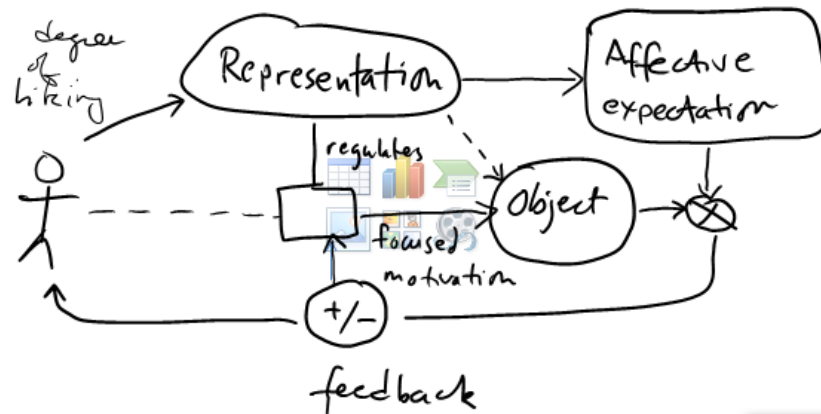 degree
of
liking
Representation
Affective
expectation
regulates
Object
focused
motivation
+/-
feedback